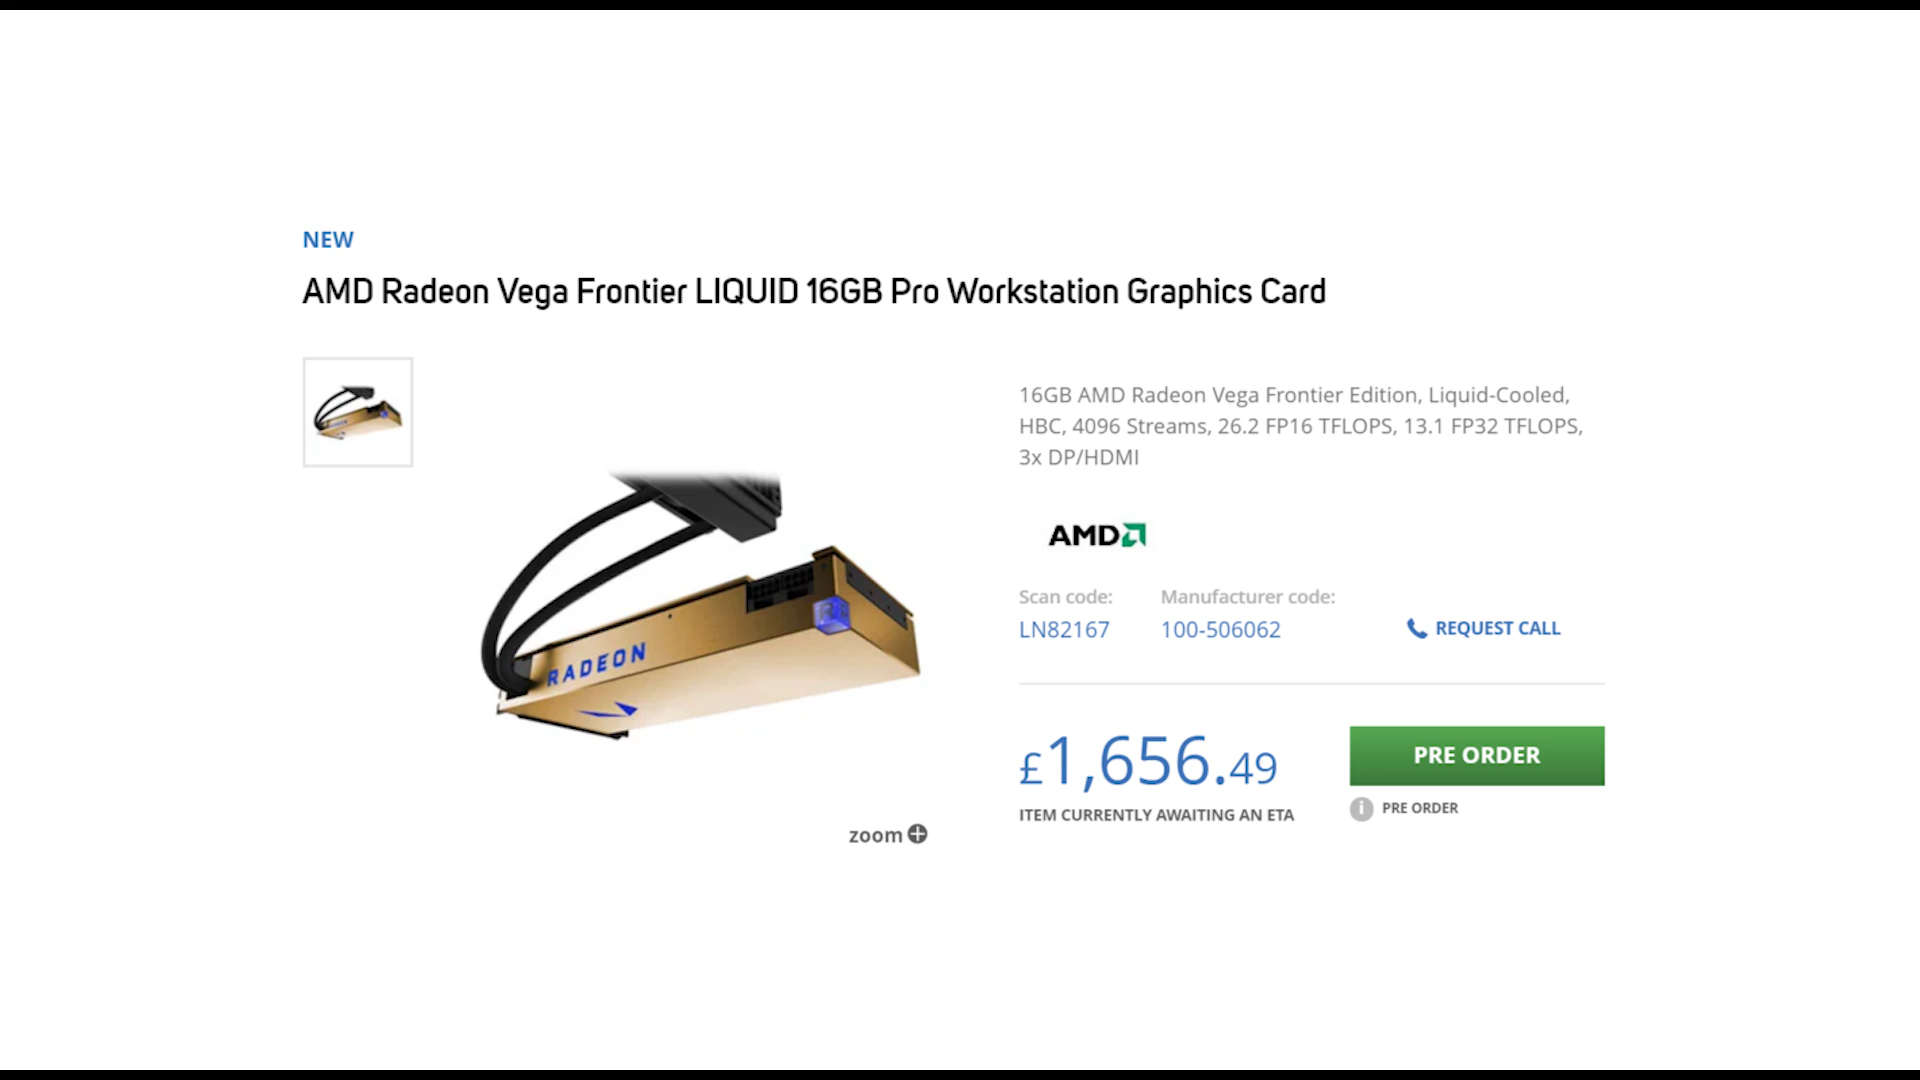 NEW
AMD Radeon Vega Frontier LIQUID 16GB Pro Workstation Graphics Card
16GB AMD Radeon Vega Frontier Edition, Liquid-Cooled,
HBC, 4096 Streams, 26.2 FP16 TFLOPS, 13.1 FP32 TFLOPS,
3x DP/HDMI
RADEON
R
AMD
Scan code: Manufacturer code:
LN82167 100-506062 REQUEST CALL
£1,656.49 PRE ORDER
ITEM CURRENTLY AWAITING AN ETA i PRE ORDER
zoom